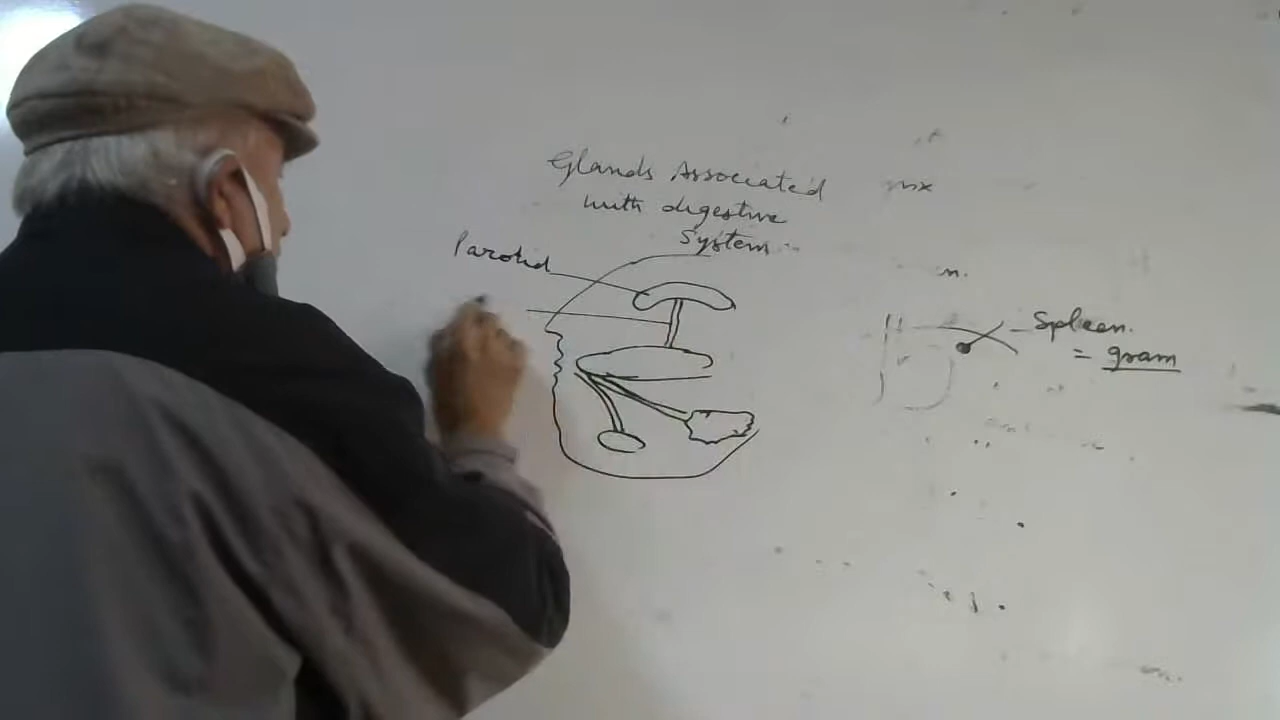 Glands Associated
with digestive
System
Parotid
Spleen.
= gram